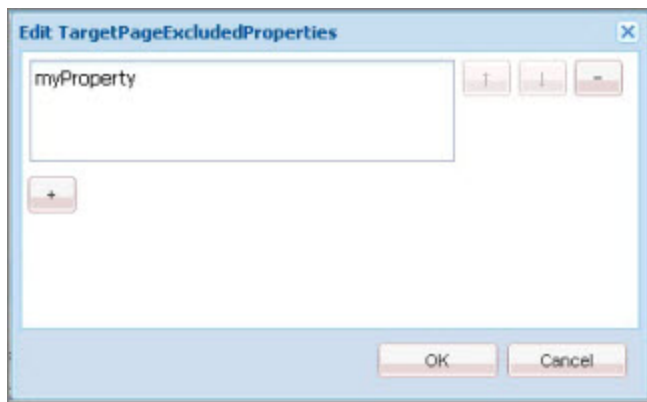 Edit TargetPageExcludedProperties
myProperty
↑ ↓ -
+
OK Cancel